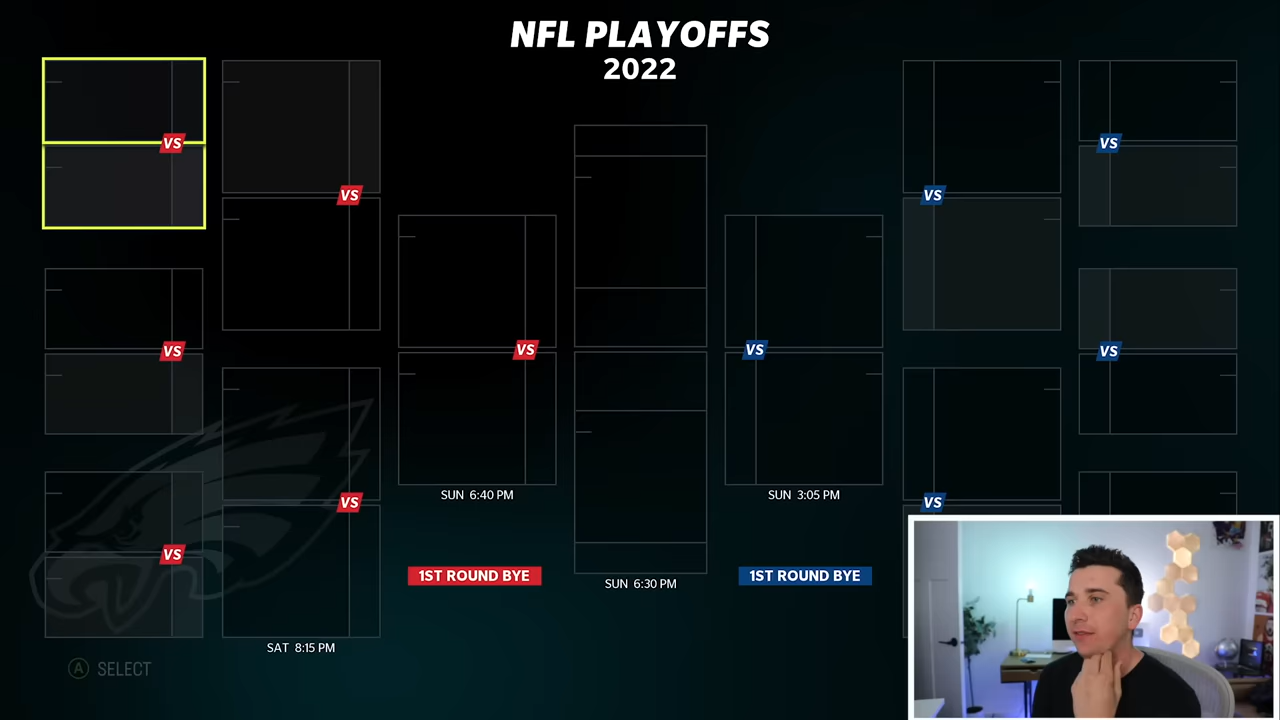 NFL PLAYOFFS
2022
VS
VS
VS
VS
VS
VS
VS
VS
VS
VS
VS
SUN 6:40 PM
SUN 3:05 PM
1ST ROUND BYE
1ST ROUND BYE
SUN 6:30 PM
SAT 8:15 PM
A SELECT